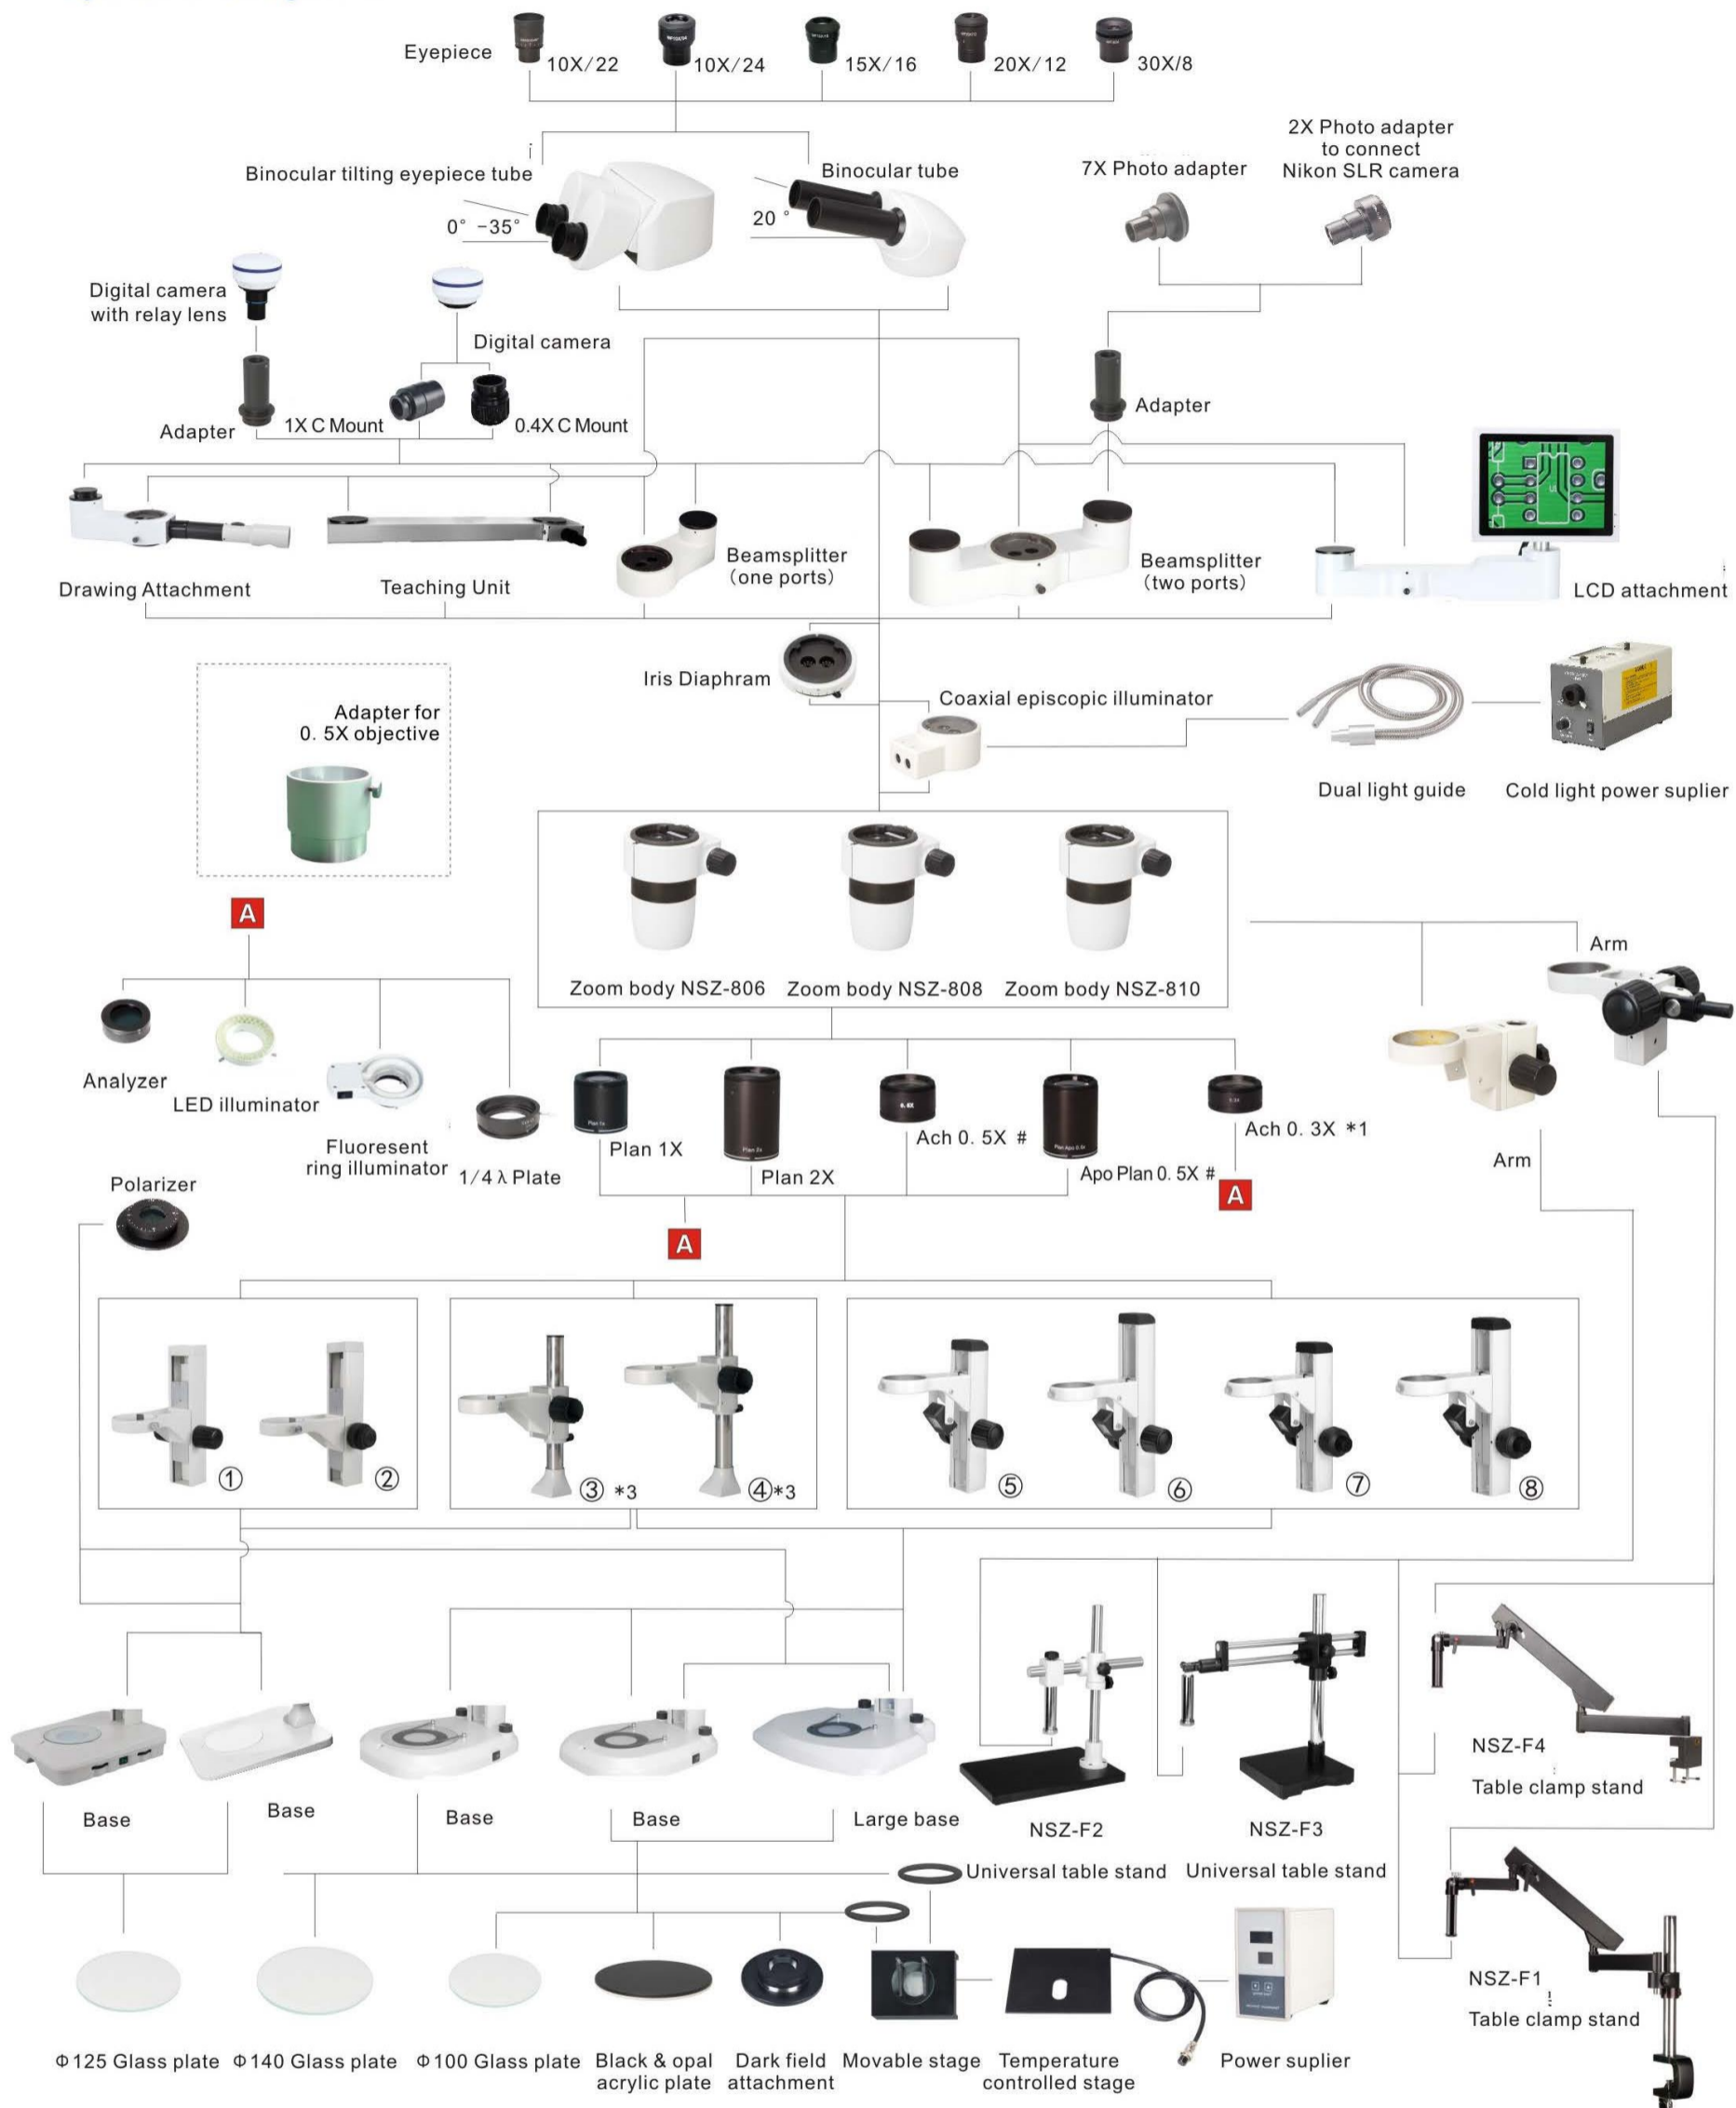 Eyepiece
10X/22
10X/24
15X/16
20X/12
30X/8
2X Photo adapter
to connect
Nikon SLR camera
7X Photo adapter
Binocular tilting eyepiece tube
Binocular tube
0° -35°
20 °
Digital camera
with relay lens
Digital camera
Adapter
1X C Mount
0.4X C Mount
Adapter
Drawing Attachment
Teaching Unit
Beamsplitter
(one ports)
Beamsplitter
(two ports)
LCD attachment
Iris Diaphram
Coaxial episcopic illuminator
Dual light guide
Cold light power suplier
Adapter for
0. 5X objective
A
Zoom body NSZ-806
Zoom body NSZ-808
Zoom body NSZ-810
Arm
Arm
Analyzer
LED illuminator
Fluoresent
ring illuminator
1/4 λ Plate
Plan 1X
Plan 2X
Ach 0. 5X #
Apo Plan 0. 5X #
Ach 0. 3X *1
A
A
Polarizer
①
②
③ *3
④*3
⑤
⑥
⑦
⑧
Base
Base
Base
Base
Large base
NSZ-F2
Universal table stand
NSZ-F3
Universal table stand
NSZ-F4
Table clamp stand
NSZ-F1
Table clamp stand
Φ125 Glass plate
Φ140 Glass plate
Φ100 Glass plate
Black & opal
acrylic plate
Dark field
attachment
Movable stage
Temperature
controlled stage
Power suplier